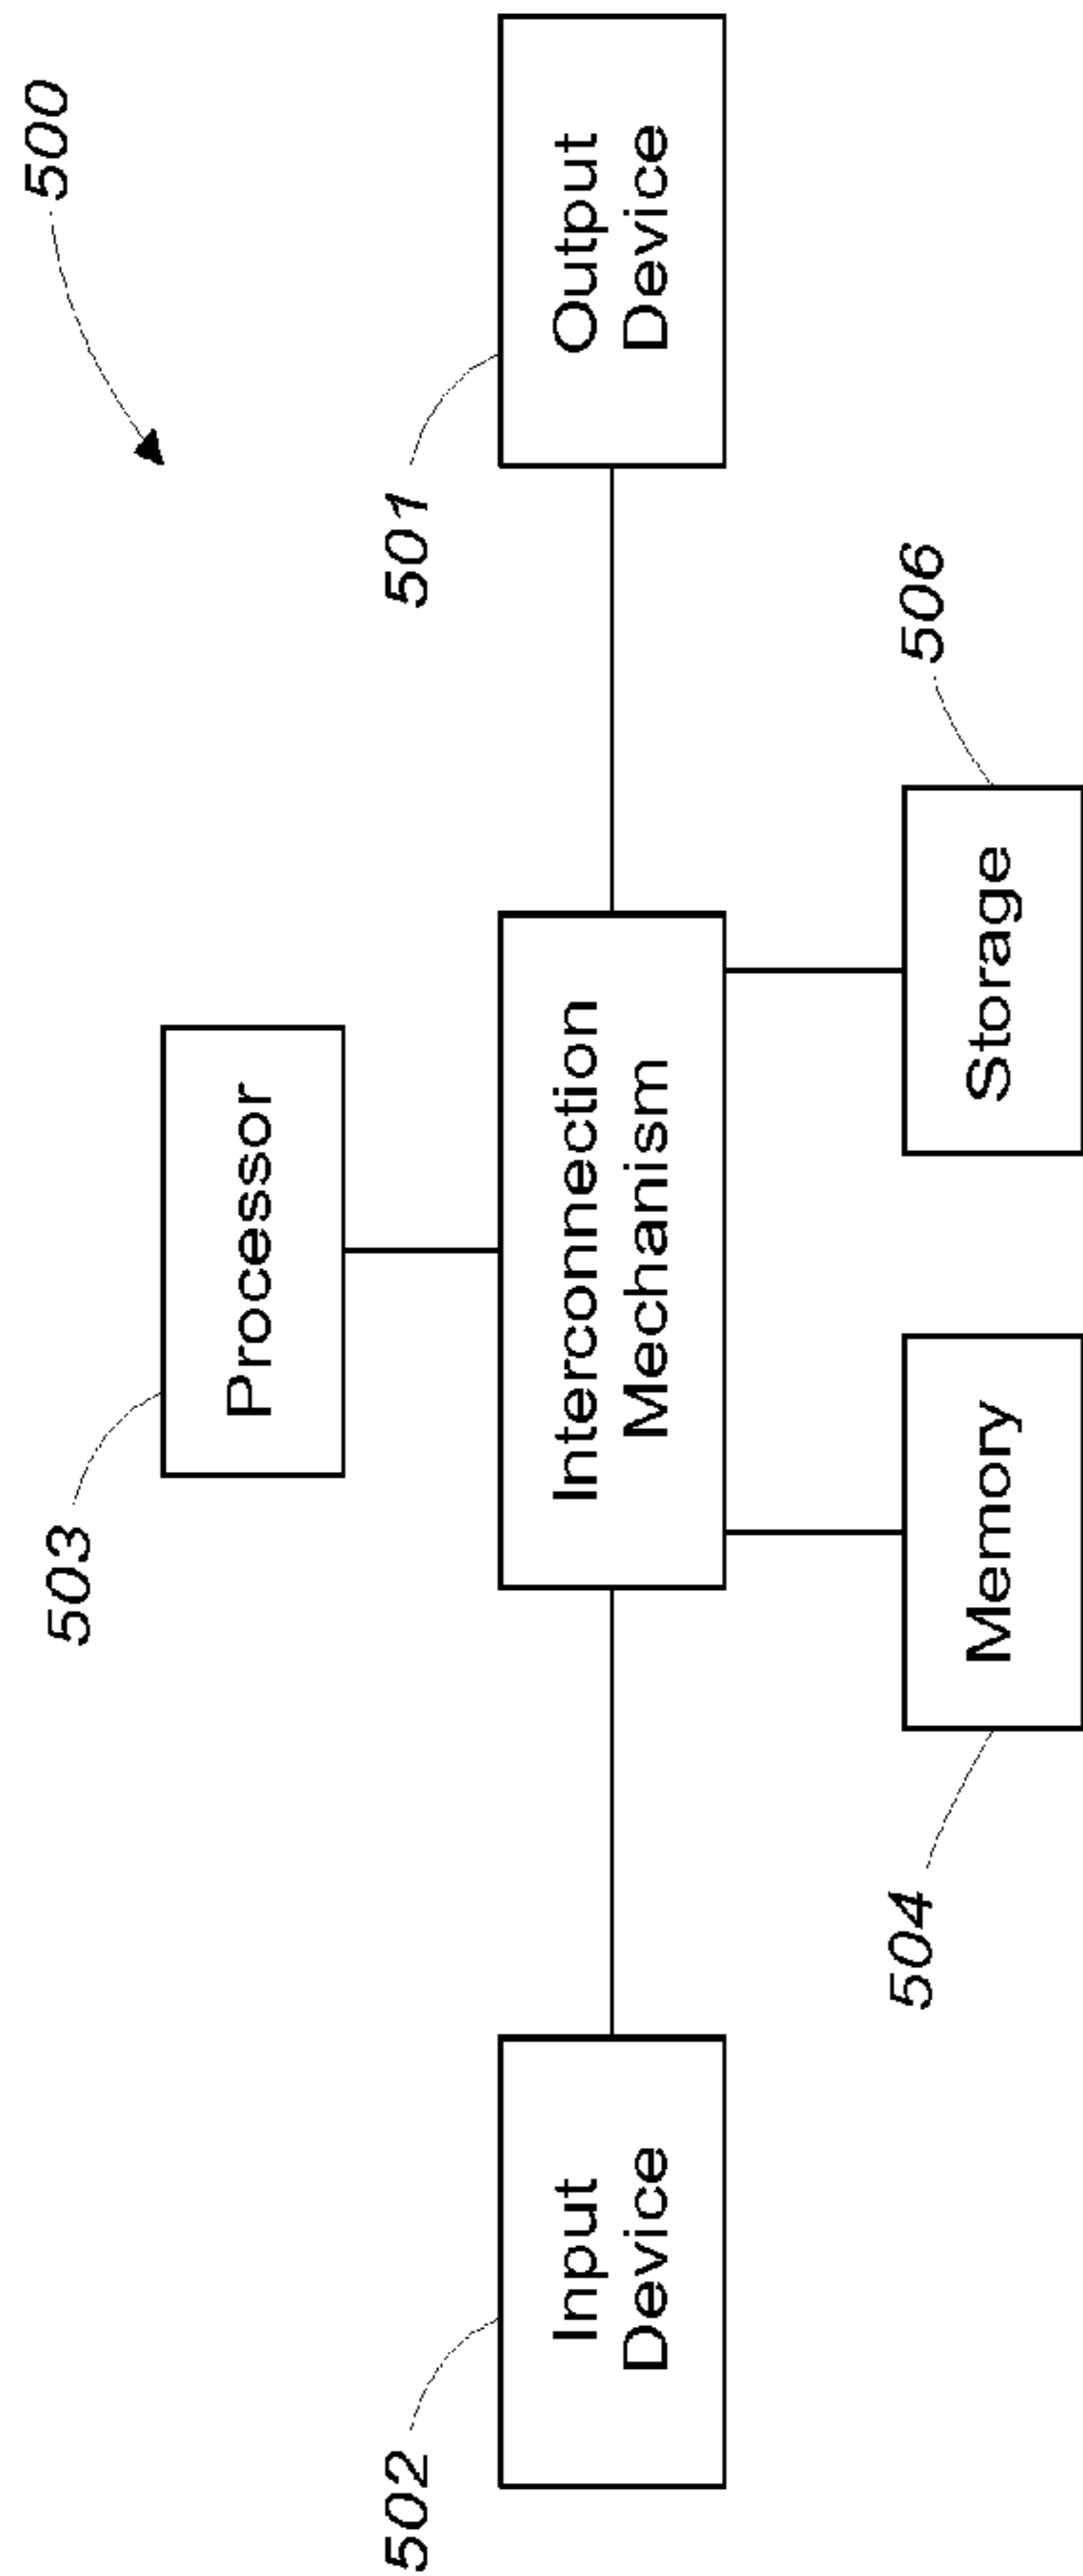 500
503
Processor
502
Input
Device
Interconnection
Mechanism
501
Output
Device
504
Memory
Storage
506